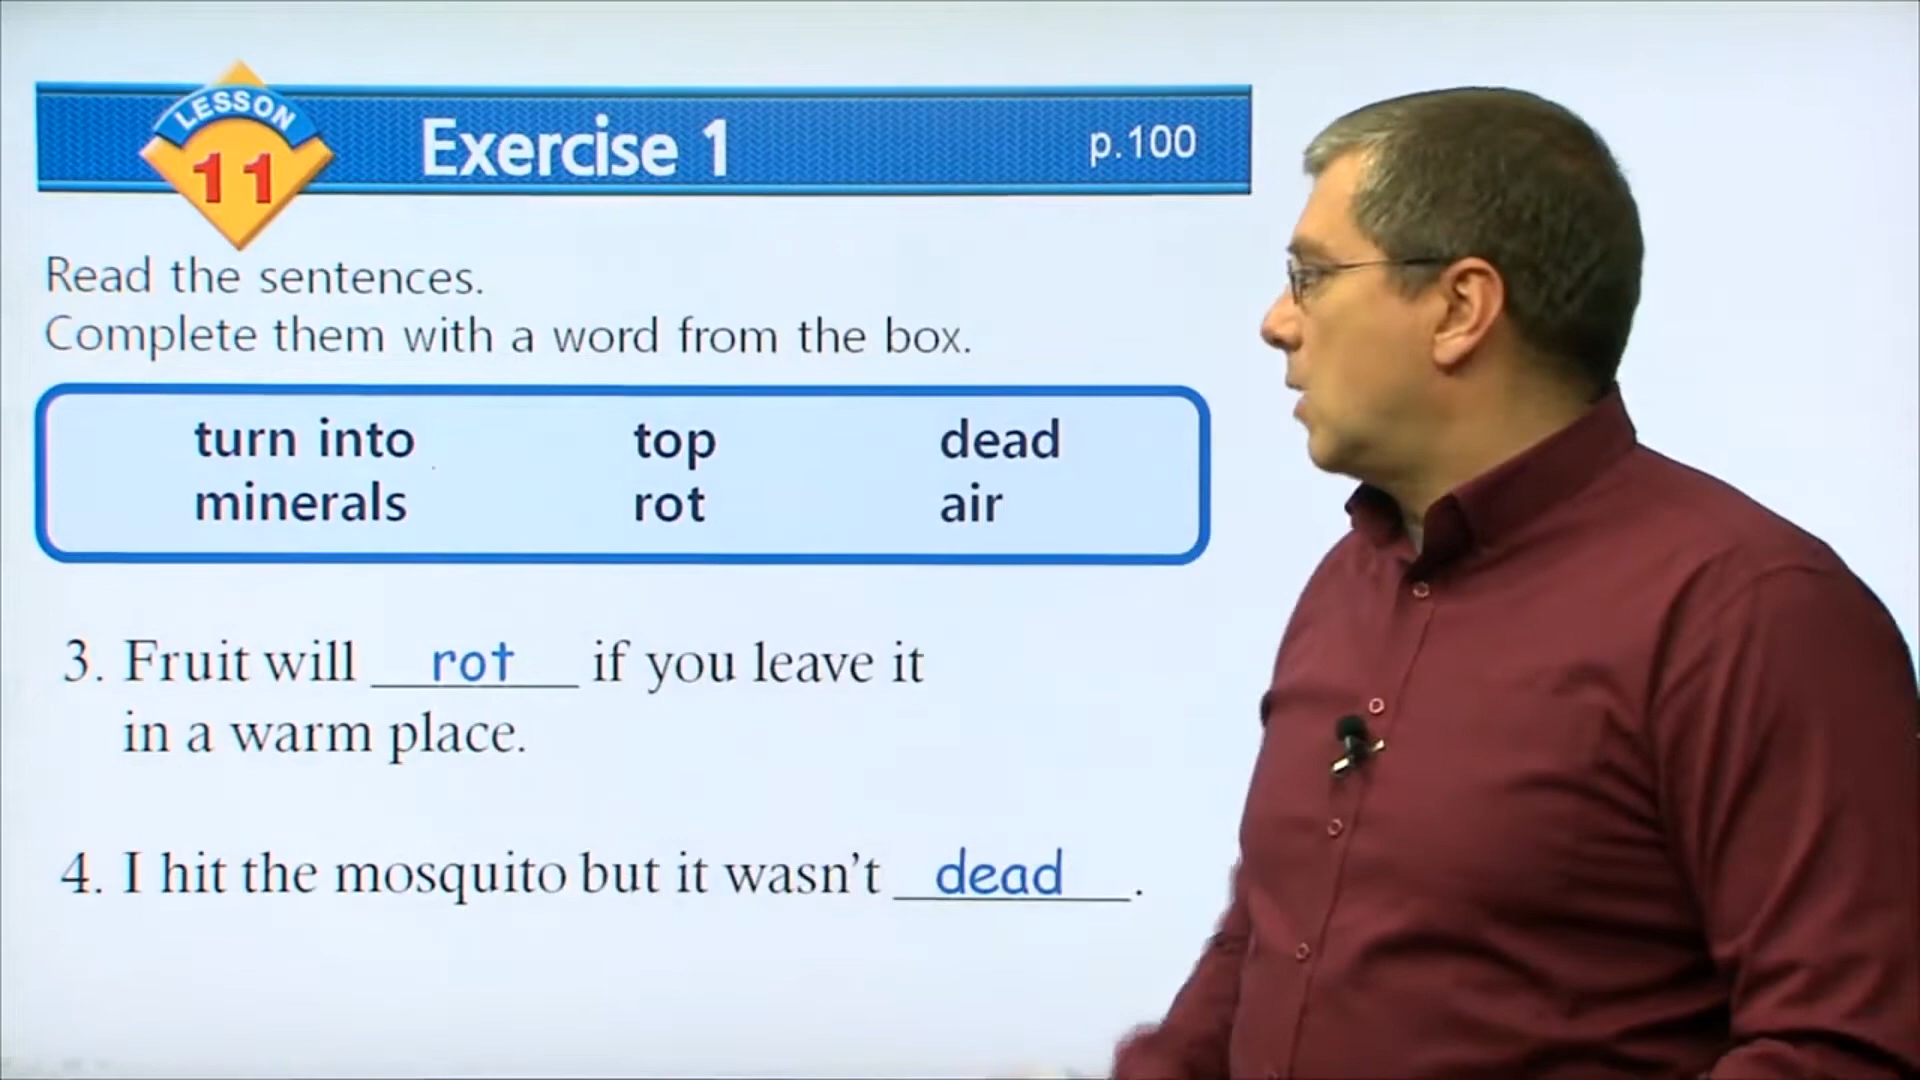 LESSON
11
Exercise 1
p.100
Read the sentences.
Complete them with a word from the box.
turn into top dead
minerals rot air
3. Fruit will rot if you leave it
in a warm place.
4. I hit the mosquito but it wasn't dead.